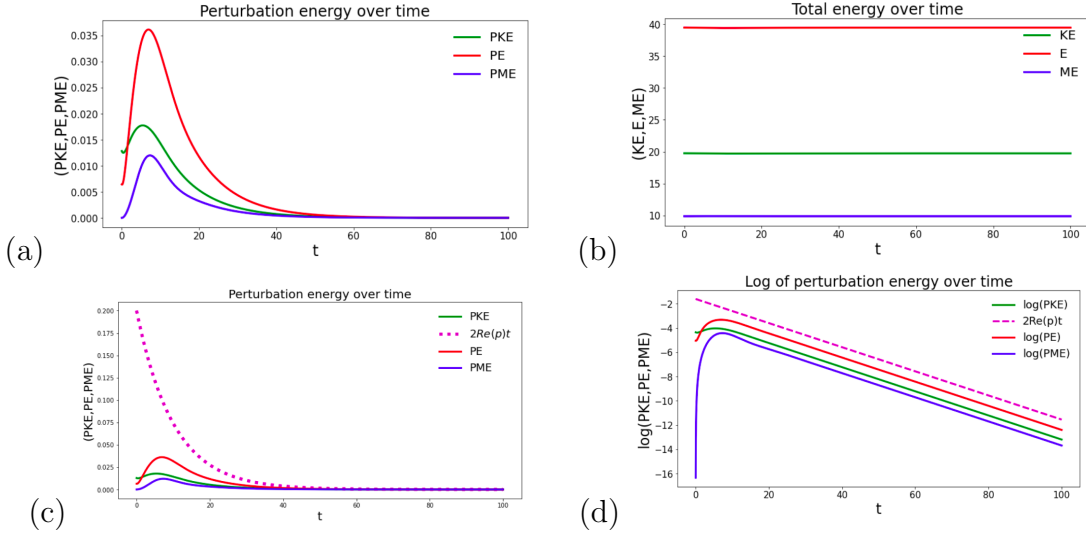 Perturbation energy over time
(PKE,PE,PME)
0.035
0.030
0.025
0.020
0.015
0.010
0.005
0.000
PKE
PE
PME
0 20 40 60 80 100
t
(a)
Total energy over time
(KE,E,ME)
40
35
30
25
20
15
10
KE
E
ME
0 20 40 60 80 100
t
(b)
Perturbation energy over time
(PKE,PE,PME)
0.200
0.175
0.150
0.125
0.100
0.075
0.050
0.025
0.000
PKE
2Re(p)t
PE
PME
0 20 40 60 80 100
t
(c)
Log of perturbation energy over time
log(PKE,PE,PME)
−2
−4
−6
−8
−10
−12
−14
−16
log(PKE)
2Re(p)t
log(PE)
log(PME)
0 20 40 60 80 100
t
(d)